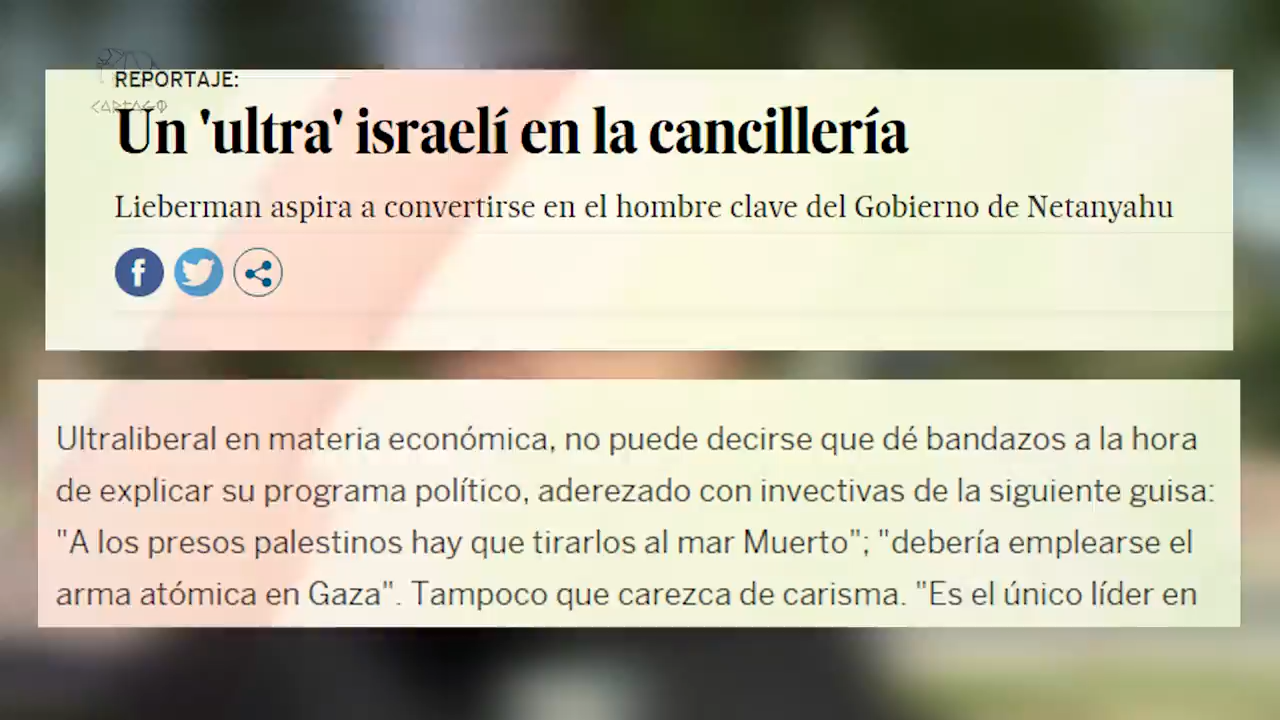 REPORTAJE:
CARTAGO
Un 'ultra' israelí en la cancillería
Lieberman aspira a convertirse en el hombre clave del Gobierno de Netanyahu
Ultraliberal en materia económica, no puede decirse que dé bandazos a la hora
de explicar su programa político, aderezado con invectivas de la siguiente guisa:
"A los presos palestinos hay que tirarlos al mar Muerto"; "debería emplearse el
arma atómica en Gaza". Tampoco que carezca de carisma. "Es el único líder en